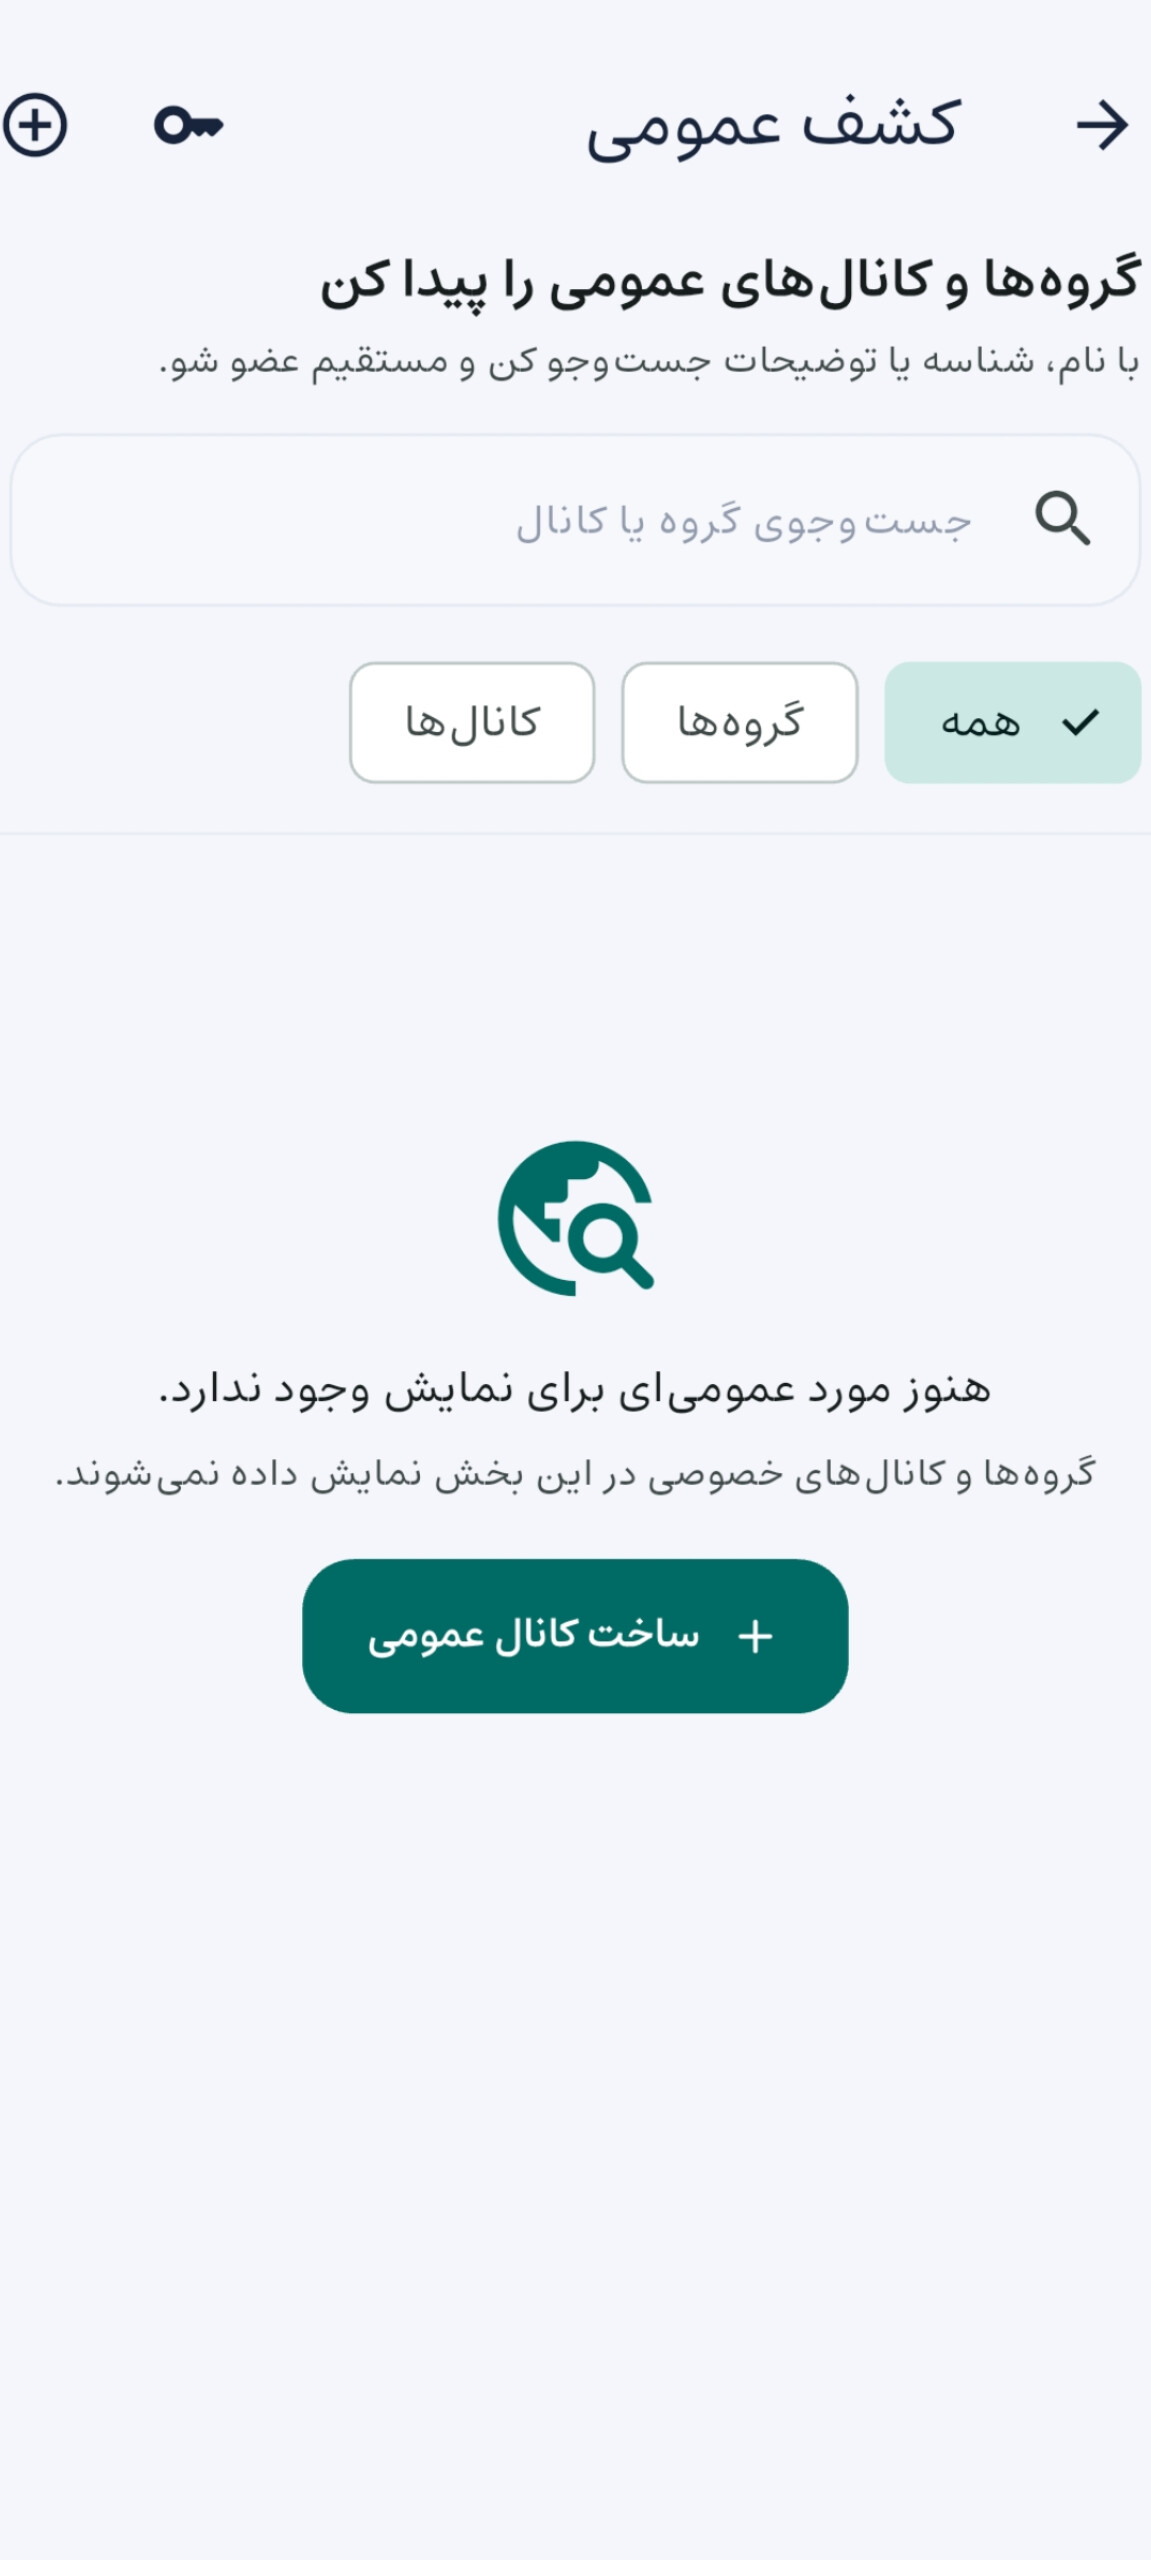 کشف عمومی
گروه‌ها و کانال‌های عمومی را پیدا کن
با نام، شناسه یا توضیحات جست‌وجو کن و مستقیم عضو شو.
جست‌وجوی گروه یا کانال
همه
گروه‌ها
کانال‌ها
هنوز مورد عمومی‌ای برای نمایش وجود ندارد.
گروه‌ها و کانال‌های خصوصی در این بخش نمایش داده نمی‌شوند.
ساخت کانال عمومی